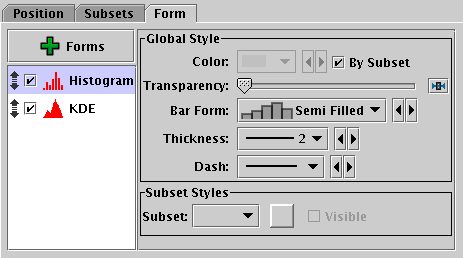 Position Subsets Form
Forms
Histogram
KDE
Global Style
Color: By Subset
Transparency:
Bar Form: Semi Filled
Thickness: 2
Dash:
Subset Styles
Subset: Visible